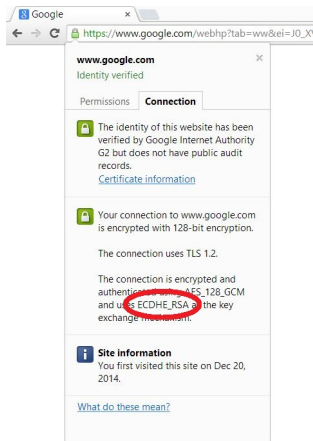 Google
https://www.google.com/webhp?tab=ww&ei=J0_X
www.google.com
Identity verified
Permissions Connection
The identity of this website has been
verified by Google Internet Authority
G2 but does not have public audit
records.
Certificate information
Your connection to www.google.com
is encrypted with 128-bit encryption.
The connection uses TLS 1.2.
The connection is encrypted and
authenticated using AES_128_GCM
and uses ECDHE_RSA as the key
exchange mechanism.
Site information
You first visited this site on Dec 20,
2014.
What do these mean?